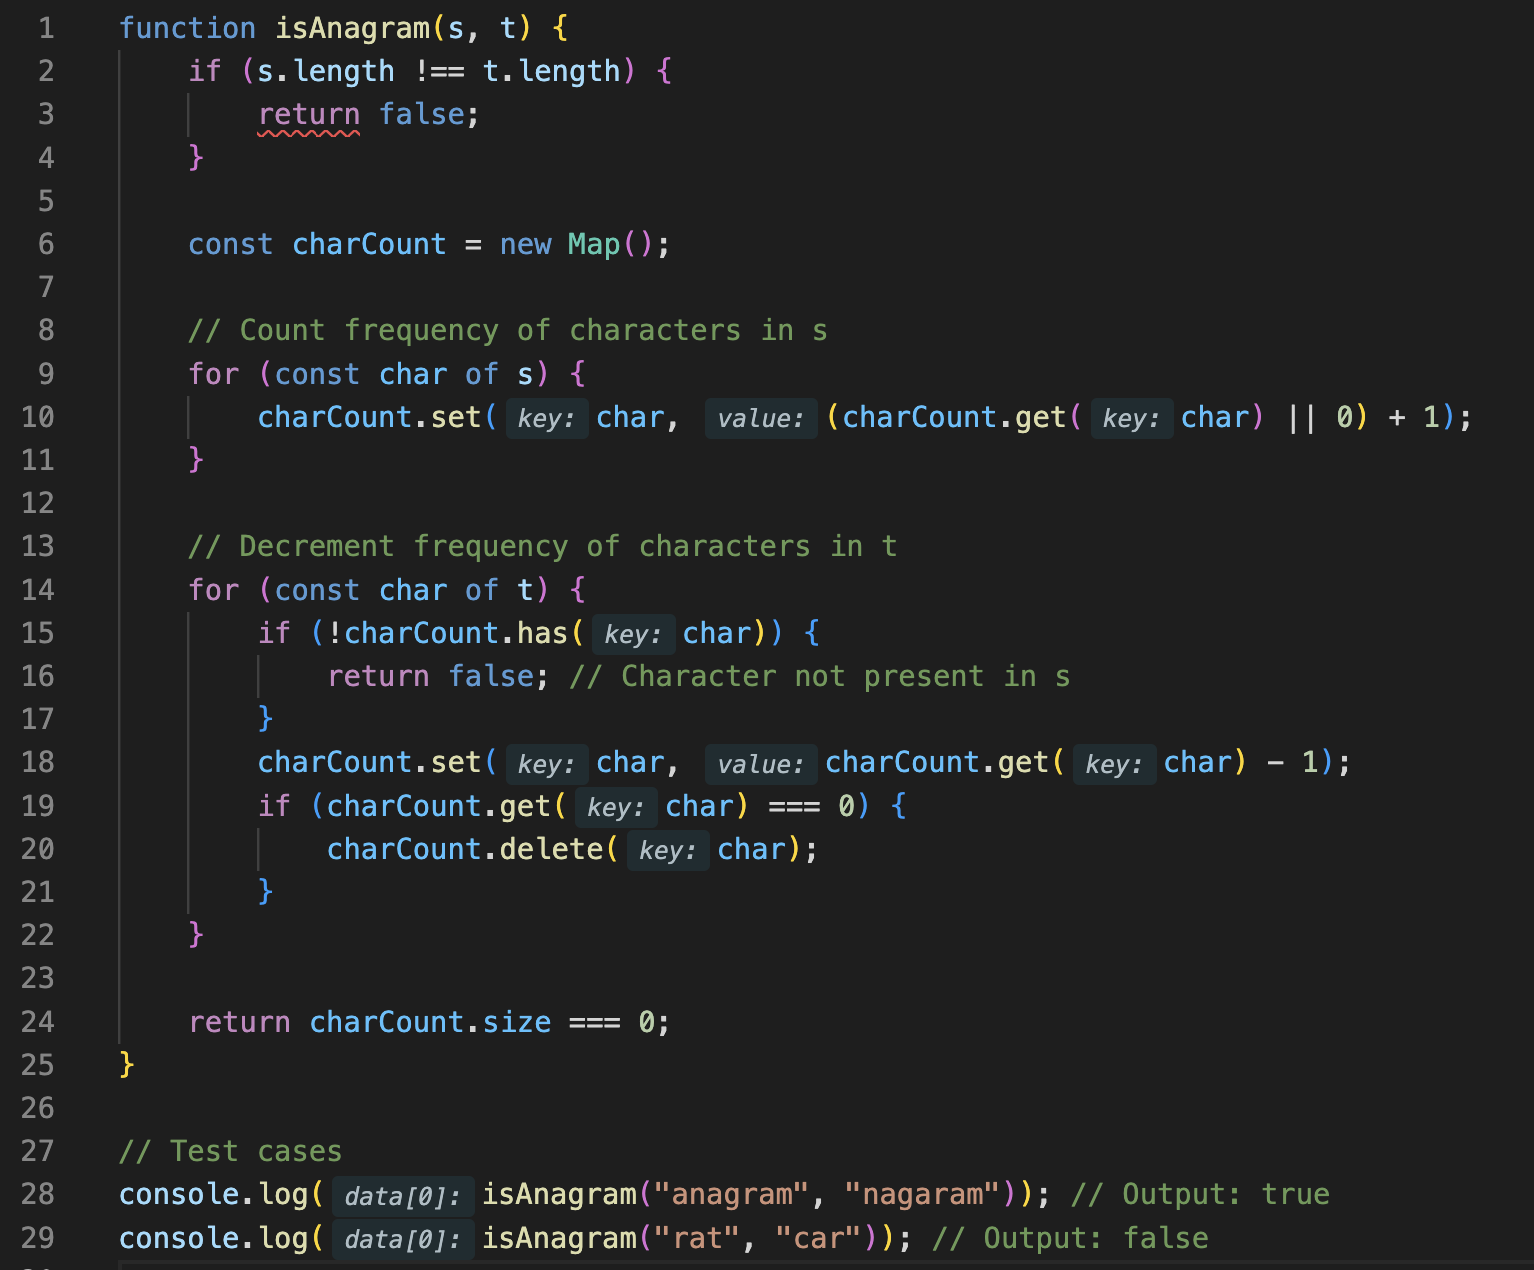 1 function isAnagram(s, t) {
2     if (s.length !== t.length) {
3         return false;
4     }
5
6     const charCount = new Map();
7
8     // Count frequency of characters in s
9     for (const char of s) {
10         charCount.set( key: char,  value: (charCount.get( key: char) || 0) + 1);
11     }
12
13     // Decrement frequency of characters in t
14     for (const char of t) {
15         if (!charCount.has( key: char)) {
16             return false; // Character not present in s
17         }
18         charCount.set( key: char,  value: charCount.get( key: char) - 1);
19         if (charCount.get( key: char) === 0) {
20             charCount.delete( key: char);
21         }
22     }
23
24     return charCount.size === 0;
25 }
26
27 // Test cases
28 console.log( data[0]: isAnagram("anagram", "nagaram")); // Output: true
29 console.log( data[0]: isAnagram("rat", "car")); // Output: false